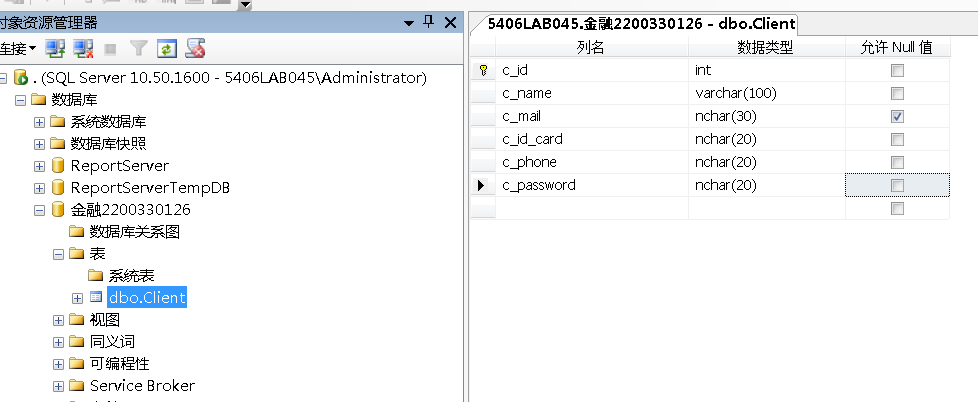 对象资源管理器
连接
. (SQL Server 10.50.1600 - 5406LAB045\Administrator)
数据库
系统数据库
数据库快照
ReportServer
ReportServerTempDB
金融2200330126
数据库关系图
表
系统表
dbo.Client
视图
同义词
可编程性
Service Broker
5406LAB045.金融2200330126 - dbo.Client
列名 数据类型 允许 Null 值
c_id int
c_name varchar(100)
c_mail nchar(30)
c_id_card nchar(20)
c_phone nchar(20)
c_password nchar(20)